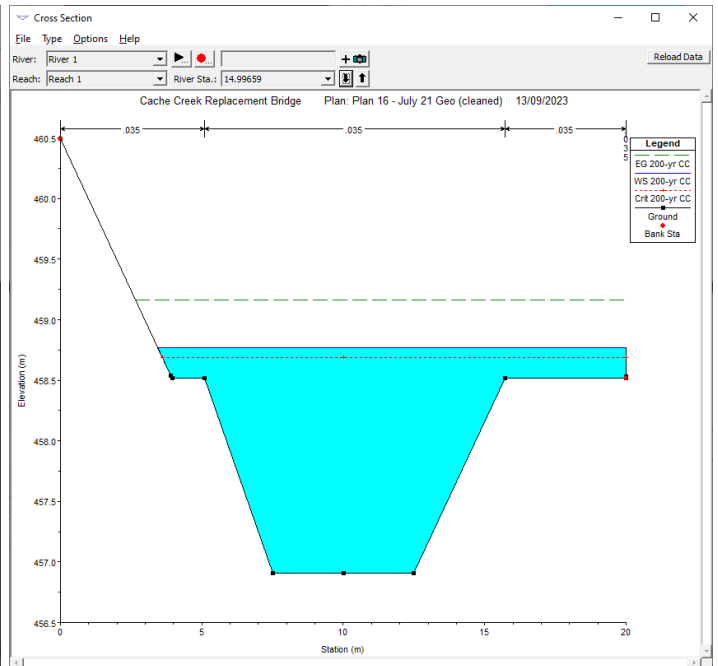 Cross Section
File Type Options Help
River: River 1
Reload Data
Reach: Reach 1 River Sta.: 14.99659
Cache Creek Replacement Bridge Plan: Plan 16 - July 21 Geo (cleaned) 13/09/2023
.035 .035 .035
Legend
EG 200-yr CC
WS 200-yr CC
Crit 200-yr CC
Ground
Bank Sta
460.5
460.0
459.5
459.0
458.5
458.0
457.5
457.0
456.5
Elevation (m)
0 5 10 15 20
Station (m)